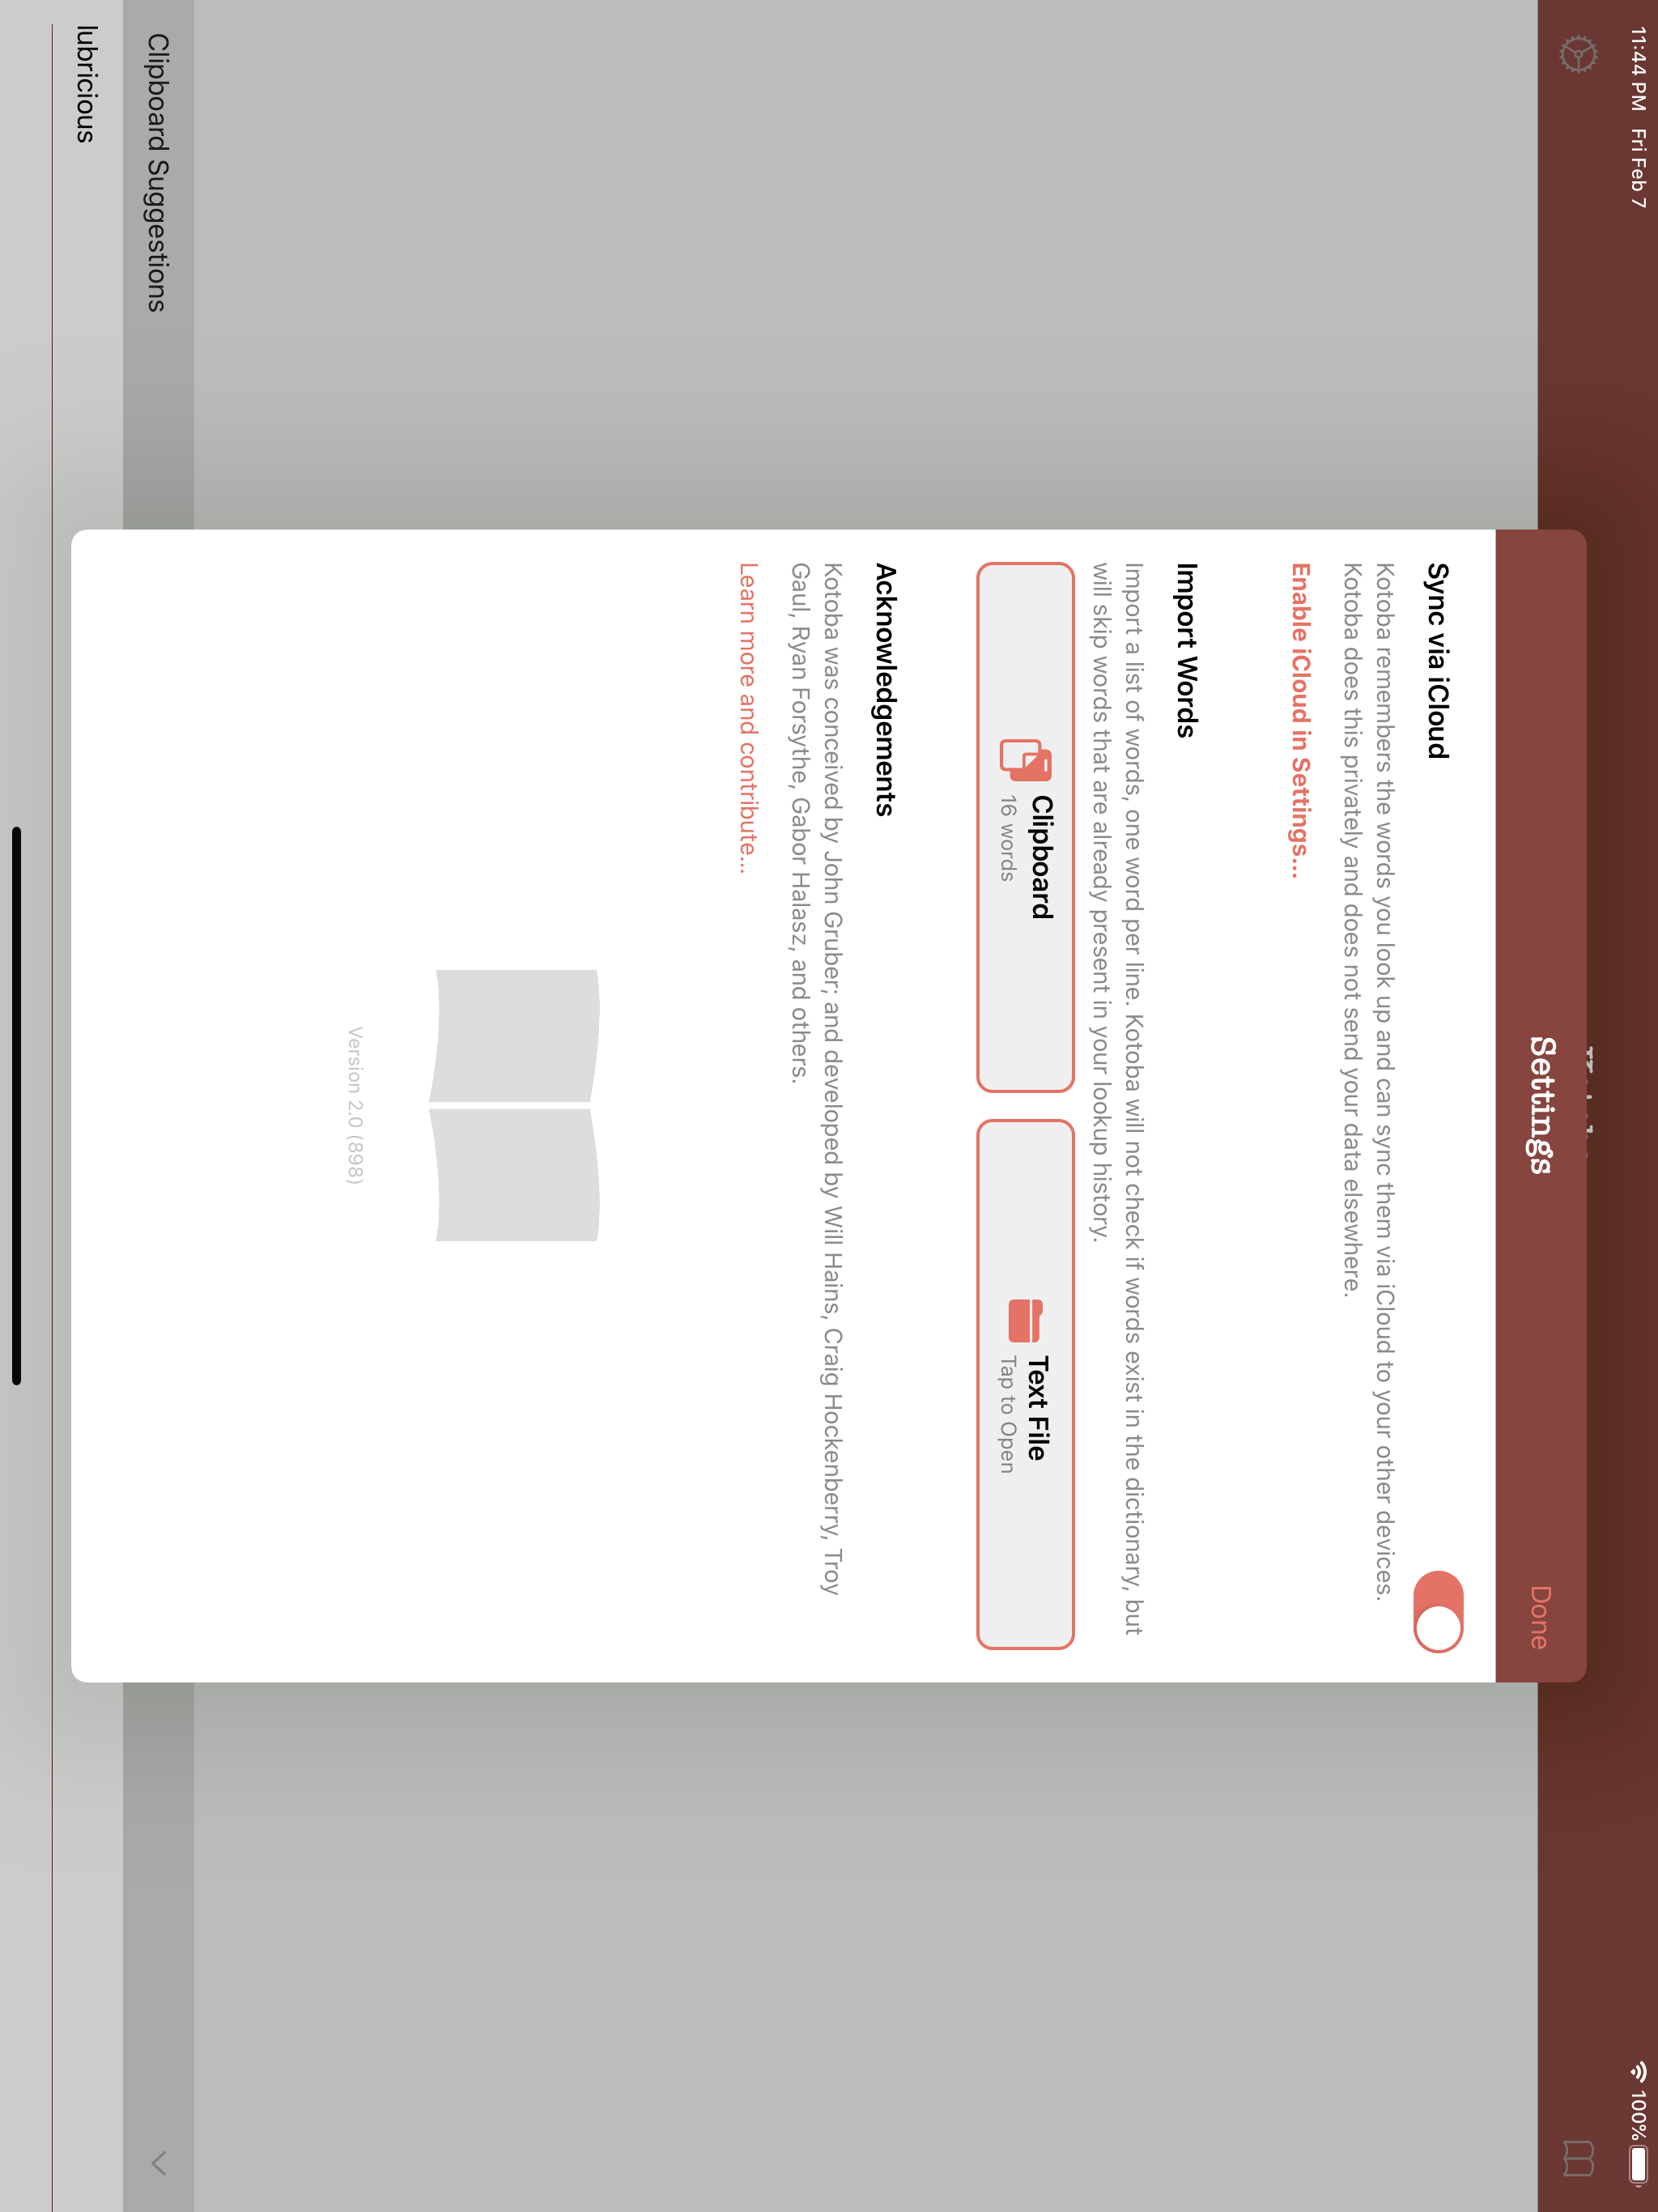 11:44 PM Fri Feb 7
100%
Settings
Done
Sync via iCloud
Kotoba remembers the words you look up and can sync them via iCloud to your other devices.
Kotoba does this privately and does not send your data elsewhere.
Enable iCloud in Settings...
Import Words
Import a list of words, one word per line. Kotoba will not check if words exist in the dictionary, but
will skip words that are already present in your lookup history.
Clipboard
16 words
Text File
Tap to Open
Acknowledgements
Kotoba was conceived by John Gruber; and developed by Will Hains, Craig Hockenberry, Troy
Gaul, Ryan Forsythe, Gabor Halasz, and others.
Learn more and contribute...
Version 2.0 (898)
Clipboard Suggestions
lubricious